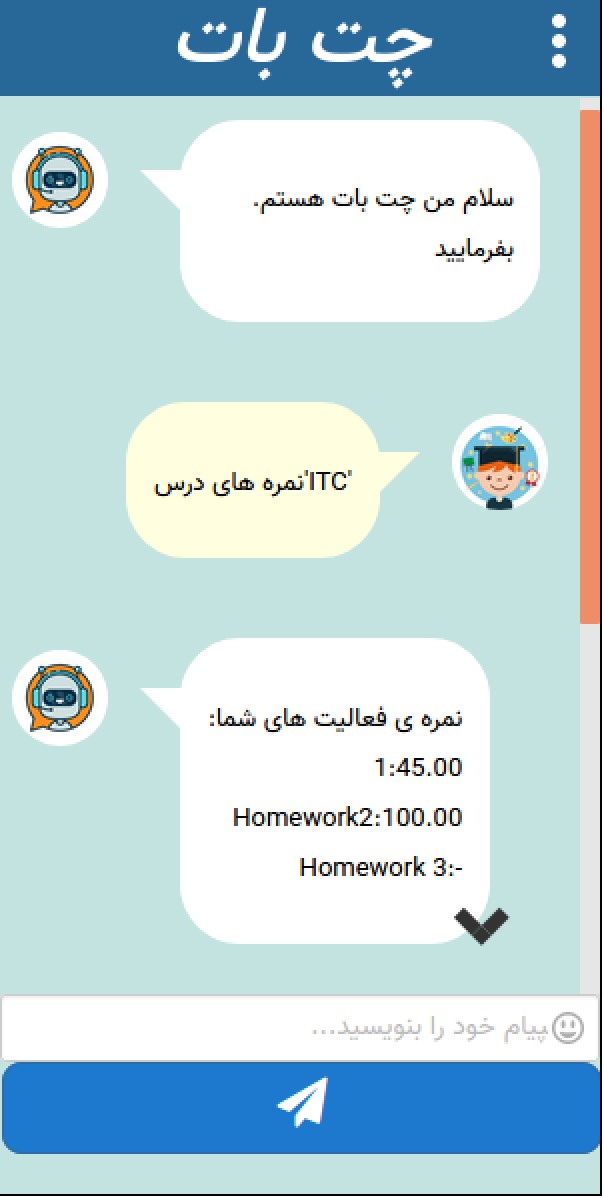 چت بات
سلام من چت بات هستم.
بفرمایید
نمره های درس'ITC'
نمره ی فعالیت های شما:
1:45.00
Homework2:100.00
Homework 3:-
پیام خود را بنویسید...